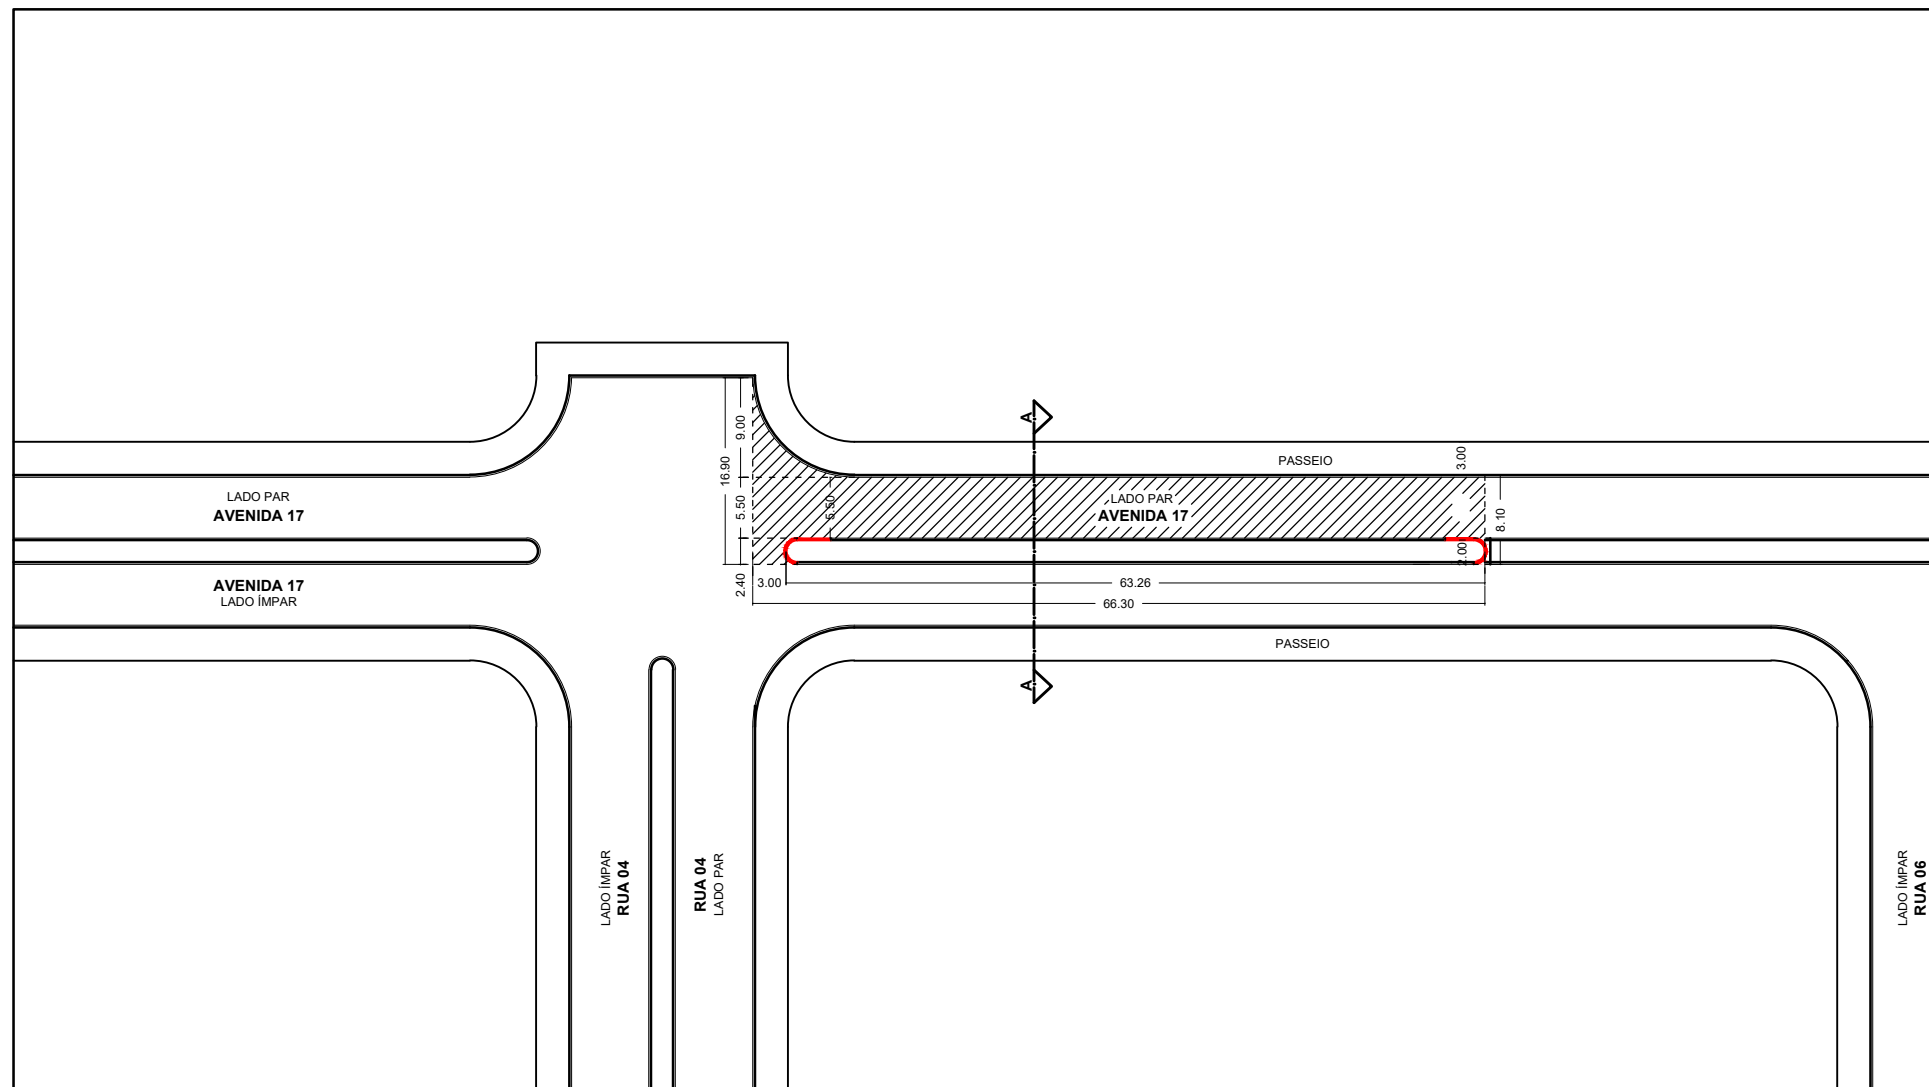 A
9.00
PASSEIO
3.00
16.90
LADO PAR
AVENIDA 17
5.50
5.50
LADO PAR
AVENIDA 17
8.10
2.00
AVENIDA 17
LADO ÍMPAR
2.40
3.00
63.26
66.30
PASSEIO
A
LADO ÍMPAR
RUA 04
RUA 04
LADO PAR
LADO ÍMPAR
RUA 06